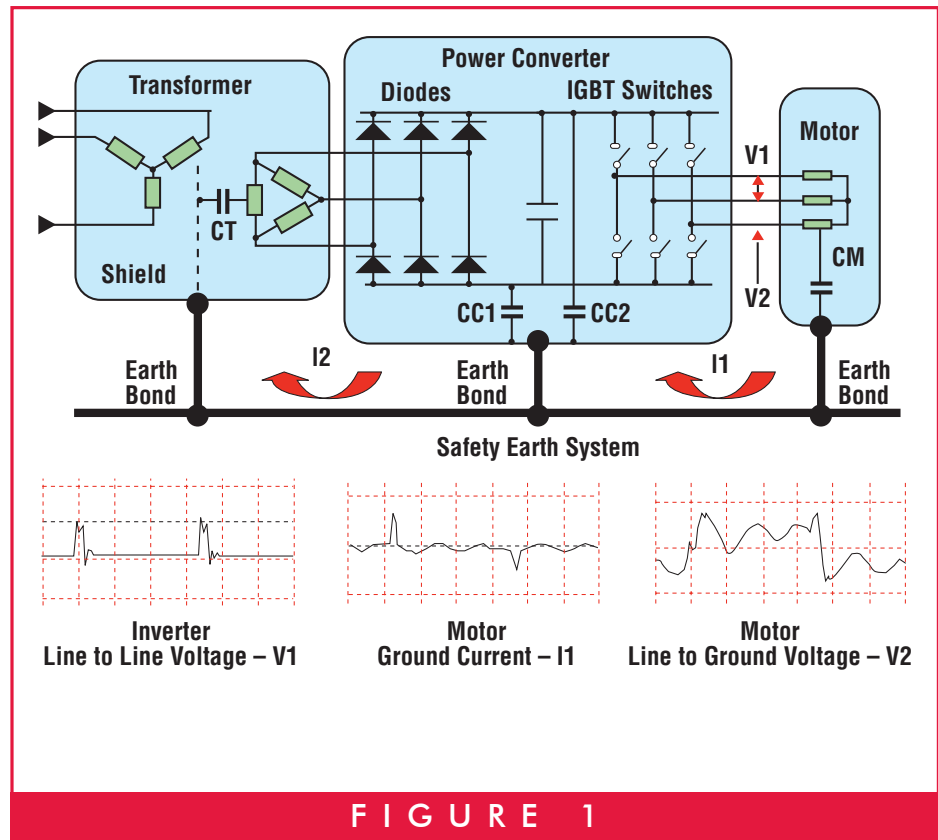 Power Converter
Transformer
Diodes
IGBT Switches
Motor
V1
CT
Shield
CM
V2
CC1
CC2
I2
I1
Earth
Bond
Earth
Bond
Earth
Bond
Safety Earth System
Inverter
Line to Line Voltage – V1
Motor
Ground Current – I1
Motor
Line to Ground Voltage – V2
FIGURE 1